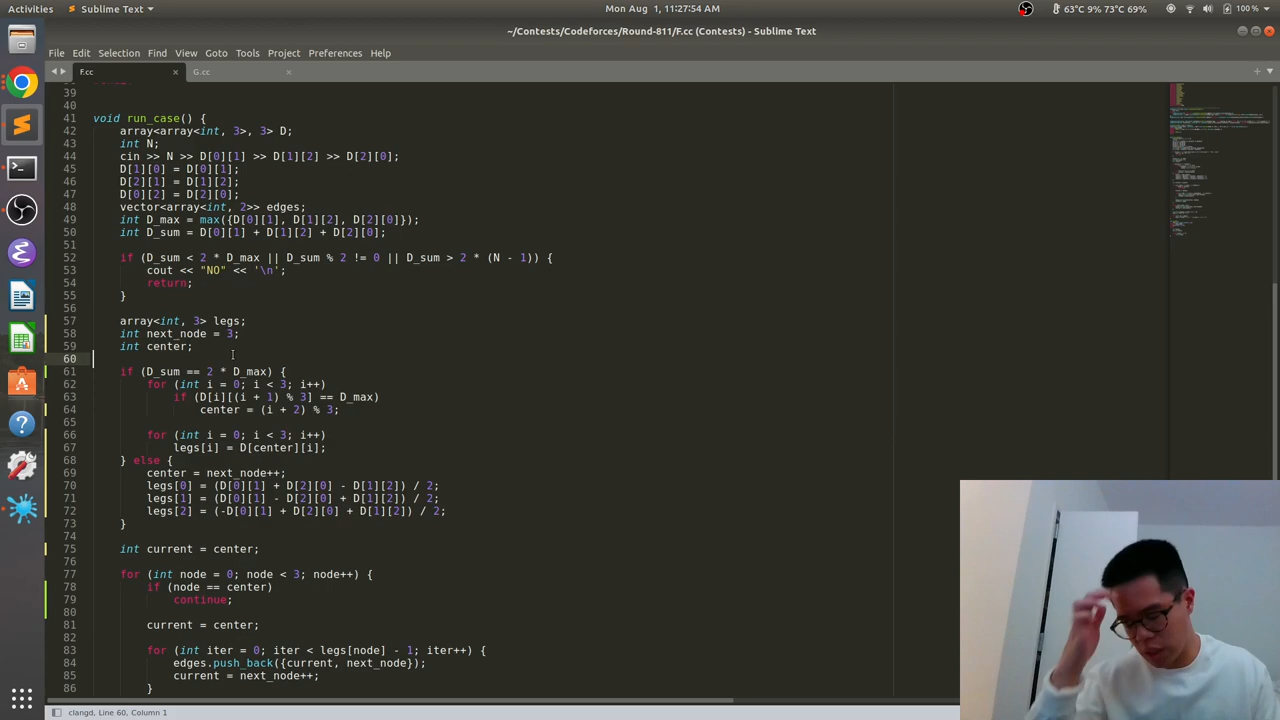 Activities
Sublime Text
Mon Aug 1, 11:27:54 AM
63°C 9% 73°C 69%
100 %
~/Contests/Codeforces/Round-811/F.cc (Contests) - Sublime Text
File Edit Selection Find View Goto Tools Project Preferences Help
F.cc
G.cc
39
40
41 void run_case() {
42 array<array<int, 3>, 3> D;
43 int N;
44 cin >> N >> D[0][1] >> D[1][2] >> D[2][0];
45 D[1][0] = D[0][1];
46 D[2][1] = D[1][2];
47 D[0][2] = D[2][0];
48 vector<array<int, 2>> edges;
49 int D_max = max({D[0][1], D[1][2], D[2][0]});
50 int D_sum = D[0][1] + D[1][2] + D[2][0];
51
52 if (D_sum < 2 * D_max || D_sum % 2 != 0 || D_sum > 2 * (N - 1)) {
53 cout << "NO" << '\n';
54 return;
55 }
56
57 array<int, 3> legs;
58 int next_node = 3;
59 int center;
60
61 if (D_sum == 2 * D_max) {
62 for (int i = 0; i < 3; i++)
63 if (D[i][(i + 1) % 3] == D_max)
64 center = (i + 2) % 3;
65
66 for (int i = 0; i < 3; i++)
67 legs[i] = D[center][i];
68 } else {
69 center = next_node++;
70 legs[0] = (D[0][1] + D[2][0] - D[1][2]) / 2;
71 legs[1] = (D[0][1] - D[2][0] + D[1][2]) / 2;
72 legs[2] = (-D[0][1] + D[2][0] + D[1][2]) / 2;
73 }
74
75 int current = center;
76
77 for (int node = 0; node < 3; node++) {
78 if (node == center)
79 continue;
80
81 current = center;
82
83 for (int iter = 0; iter < legs[node] - 1; iter++) {
84 edges.push_back({current, next_node});
85 current = next_node++;
86 }
clangd, Line 60, Column 1